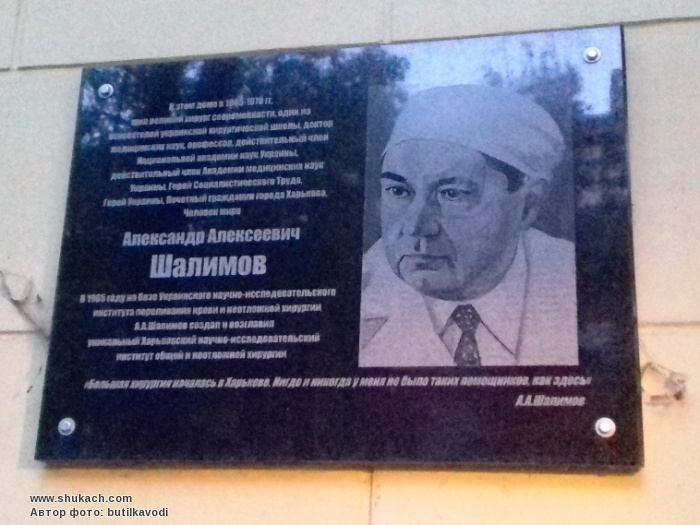 В этом доме в 1963-1970 гг.
жил великий хирург современности, один из
основателей украинской хирургической школы, доктор
медицинских наук, профессор, действительный член
Национальной академии наук Украины,
действительный член Академии медицинских наук
Украины, Герой Социалистического Труда,
Герой Украины, Почетный гражданин города Харькова,
Человек мира
Александр Алексеевич
Шалимов
В 1965 году на базе Украинского научно-исследовательского
института переливания крови и неотложной хирургии
А.А.Шалимов создал и возглавил
уникальный Харьковский научно-исследовательский
институт общей и неотложной хирургии
«Большая хирургия началась в Харькове. Нигде и никогда у меня не было таких помощников, как здесь»
А.А.Шалимов
www.shukach.com
Автор фото: butilkavodi